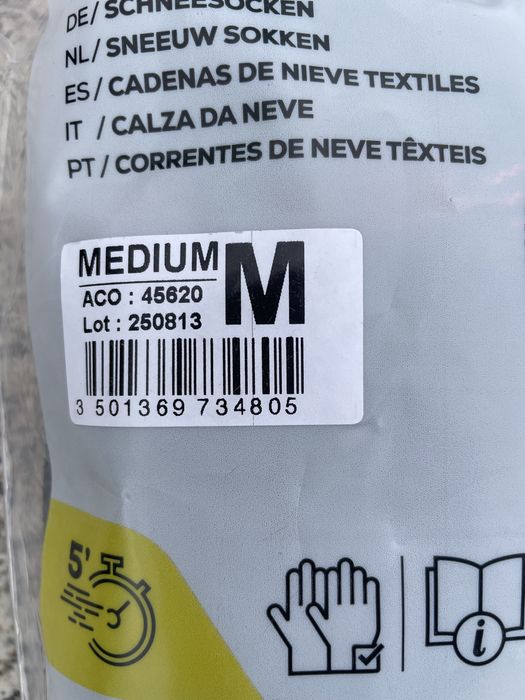 DE/ SCHNEESOCKEN
NL/ SNEEUW SOKKEN
ES / CADENAS DE NIEVE TEXTILES
IT / CALZA DA NEVE
PT / CORRENTES DE NEVE TÊXTEIS
MEDIUM M
ACO : 45620
Lot : 250813
3 501369 734805
5'
i